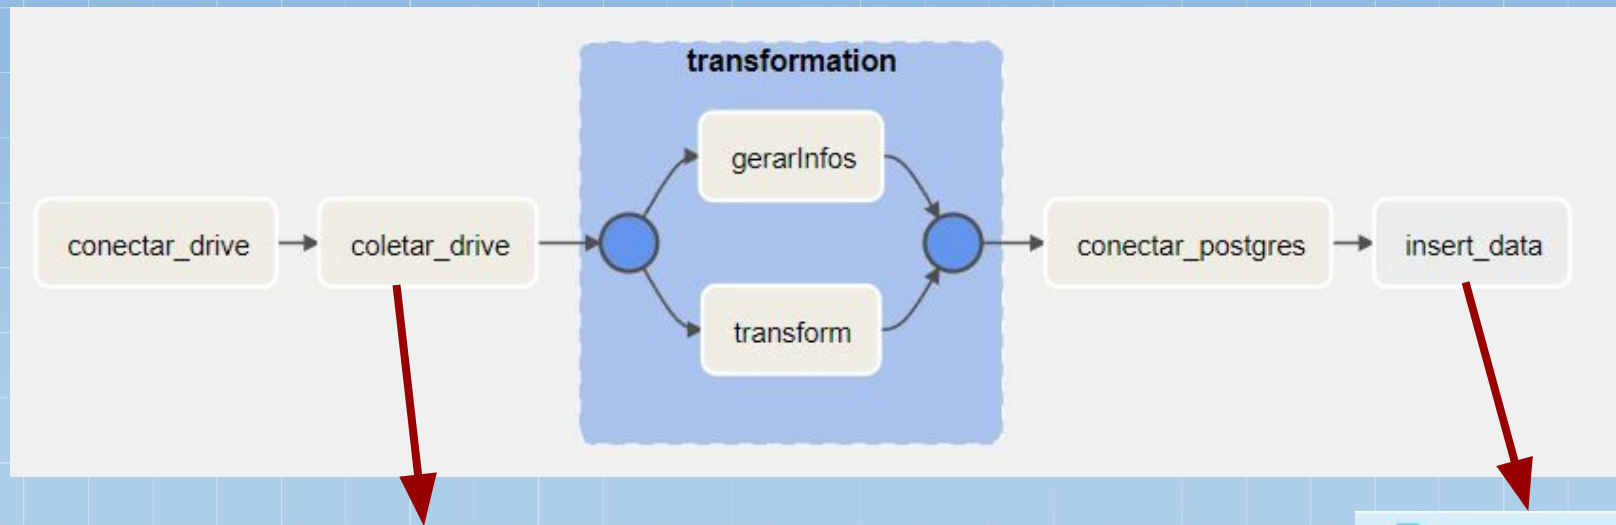 transformation
gerarInfos
conectar_drive
coletar_drive
conectar_postgres
insert_data
transform